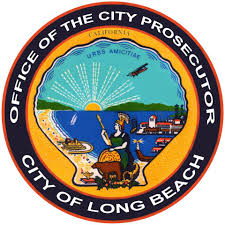 OFFICE OF THE CITY PROSECUTOR
CALIFORNIA
URBS AMICITIAE
CITY OF LONG BEACH